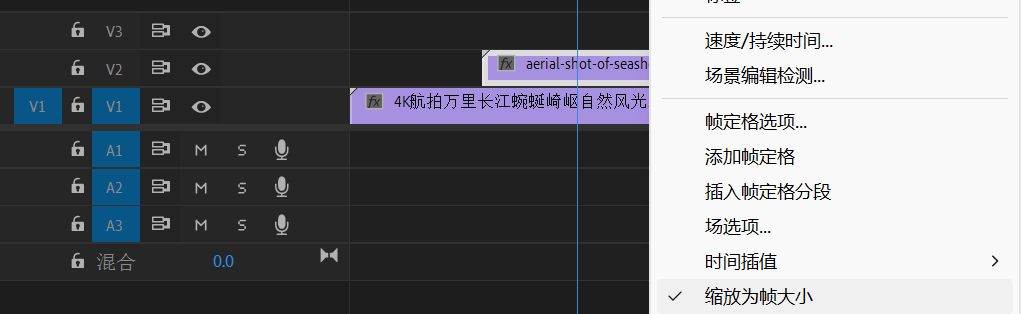 V3
V2
fx aerial-shot-of-seash
V1 V1
fx 4K航拍万里长江蜿蜒崎岖自然风光
A1 M S
A2 M S
A3 M S
混合 0.0
速度/持续时间...
场景编辑检测...
帧定格选项...
添加帧定格
插入帧定格分段
场选项...
时间插值
缩放为帧大小